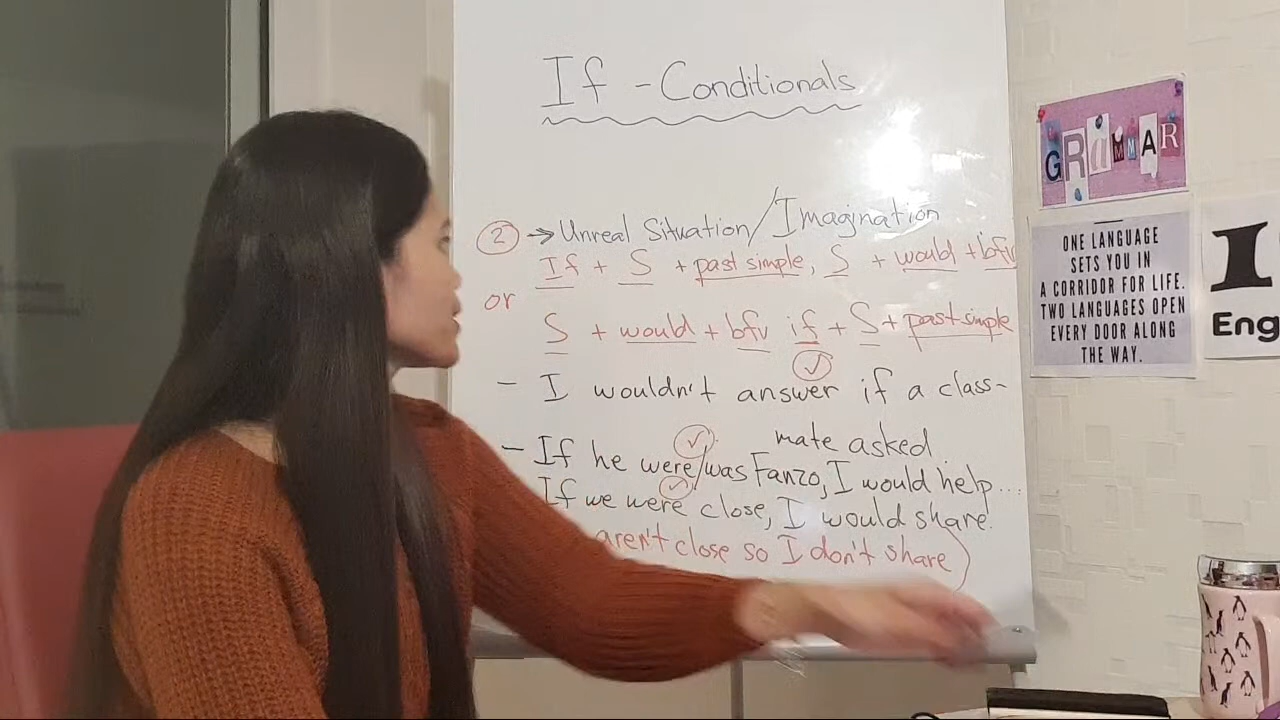 If - Conditionals
② → Unreal Situation/Imagination
If + S + past simple, S + would + bfv
or
S + would + bfv if + S + past simple
- I wouldn't answer if a class-
mate asked
- If he were/was Fanzo, I would help...
If we were close, I would share.
aren't close so I don't share)
GRAMMAR
ONE LANGUAGE
SETS YOU IN
A CORRIDOR FOR LIFE.
TWO LANGUAGES OPEN
EVERY DOOR ALONG
THE WAY.
I
Eng